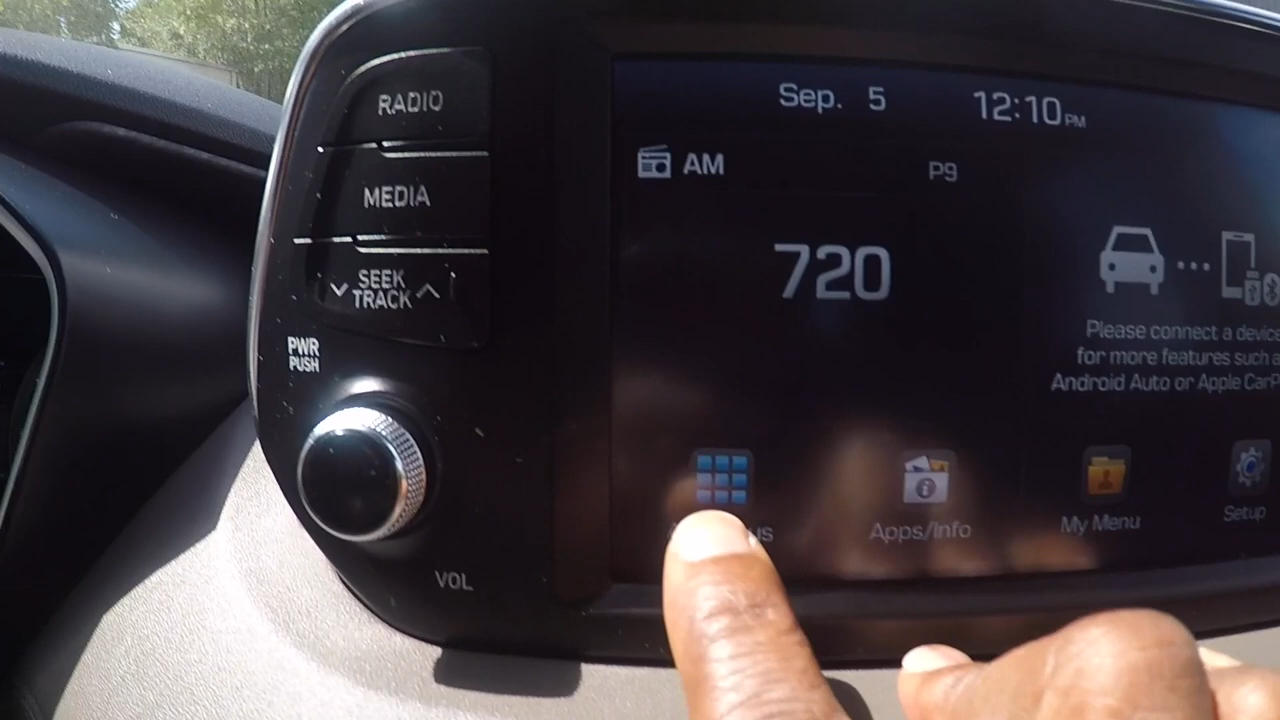 RADIO
MEDIA
SEEK
TRACK
PWR
PUSH
VOL
Sep. 5 12:10 PM
AM P9
720
Please connect a device
for more features such a
Android Auto or Apple CarP
Apps/Info
My Menu
Setup